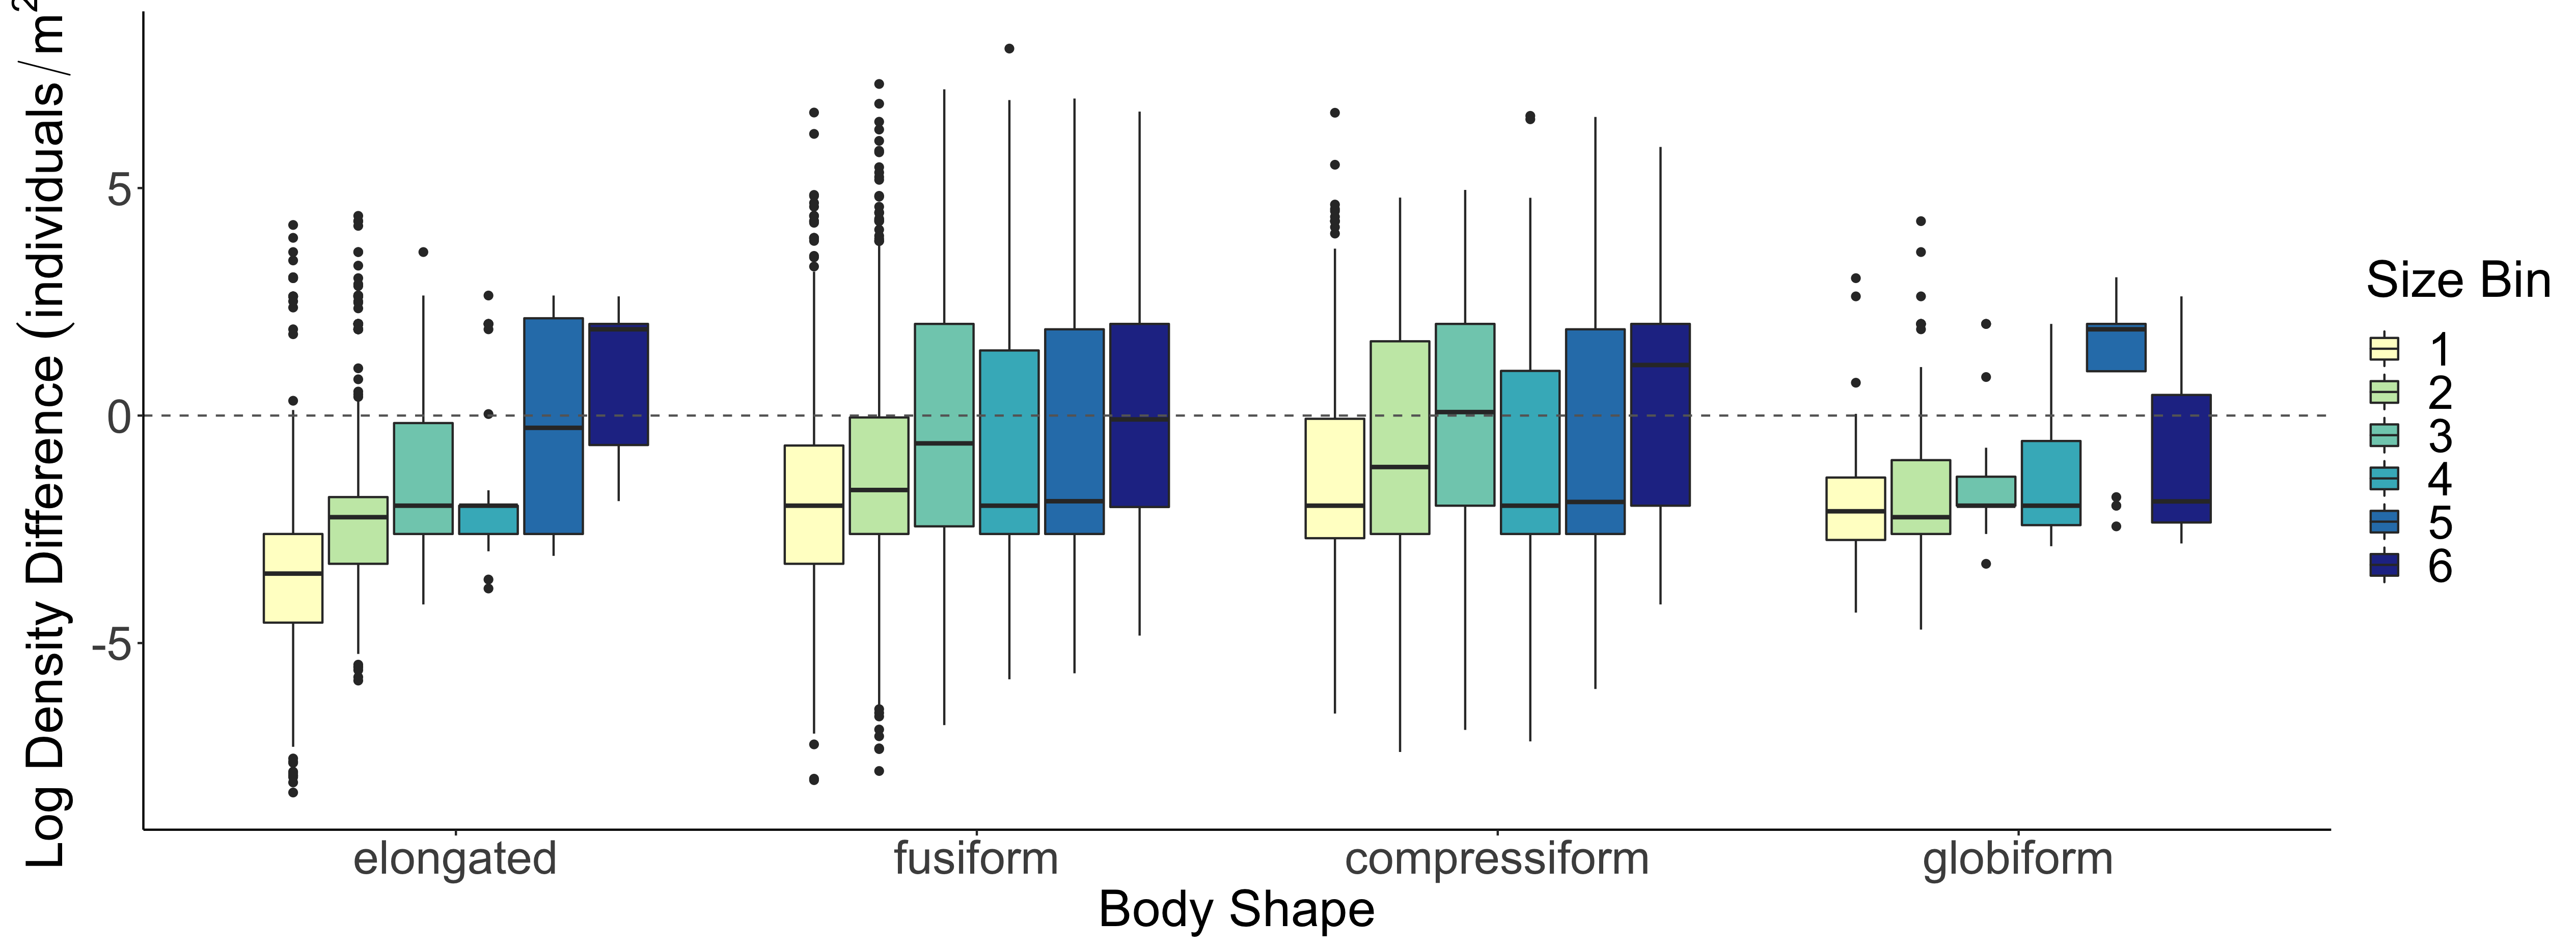 Log Density Difference (individuals/m2
5
0
-5
elongated fusiform compressiform globiform
Body Shape
Size Bin
1
2
3
4
5
6